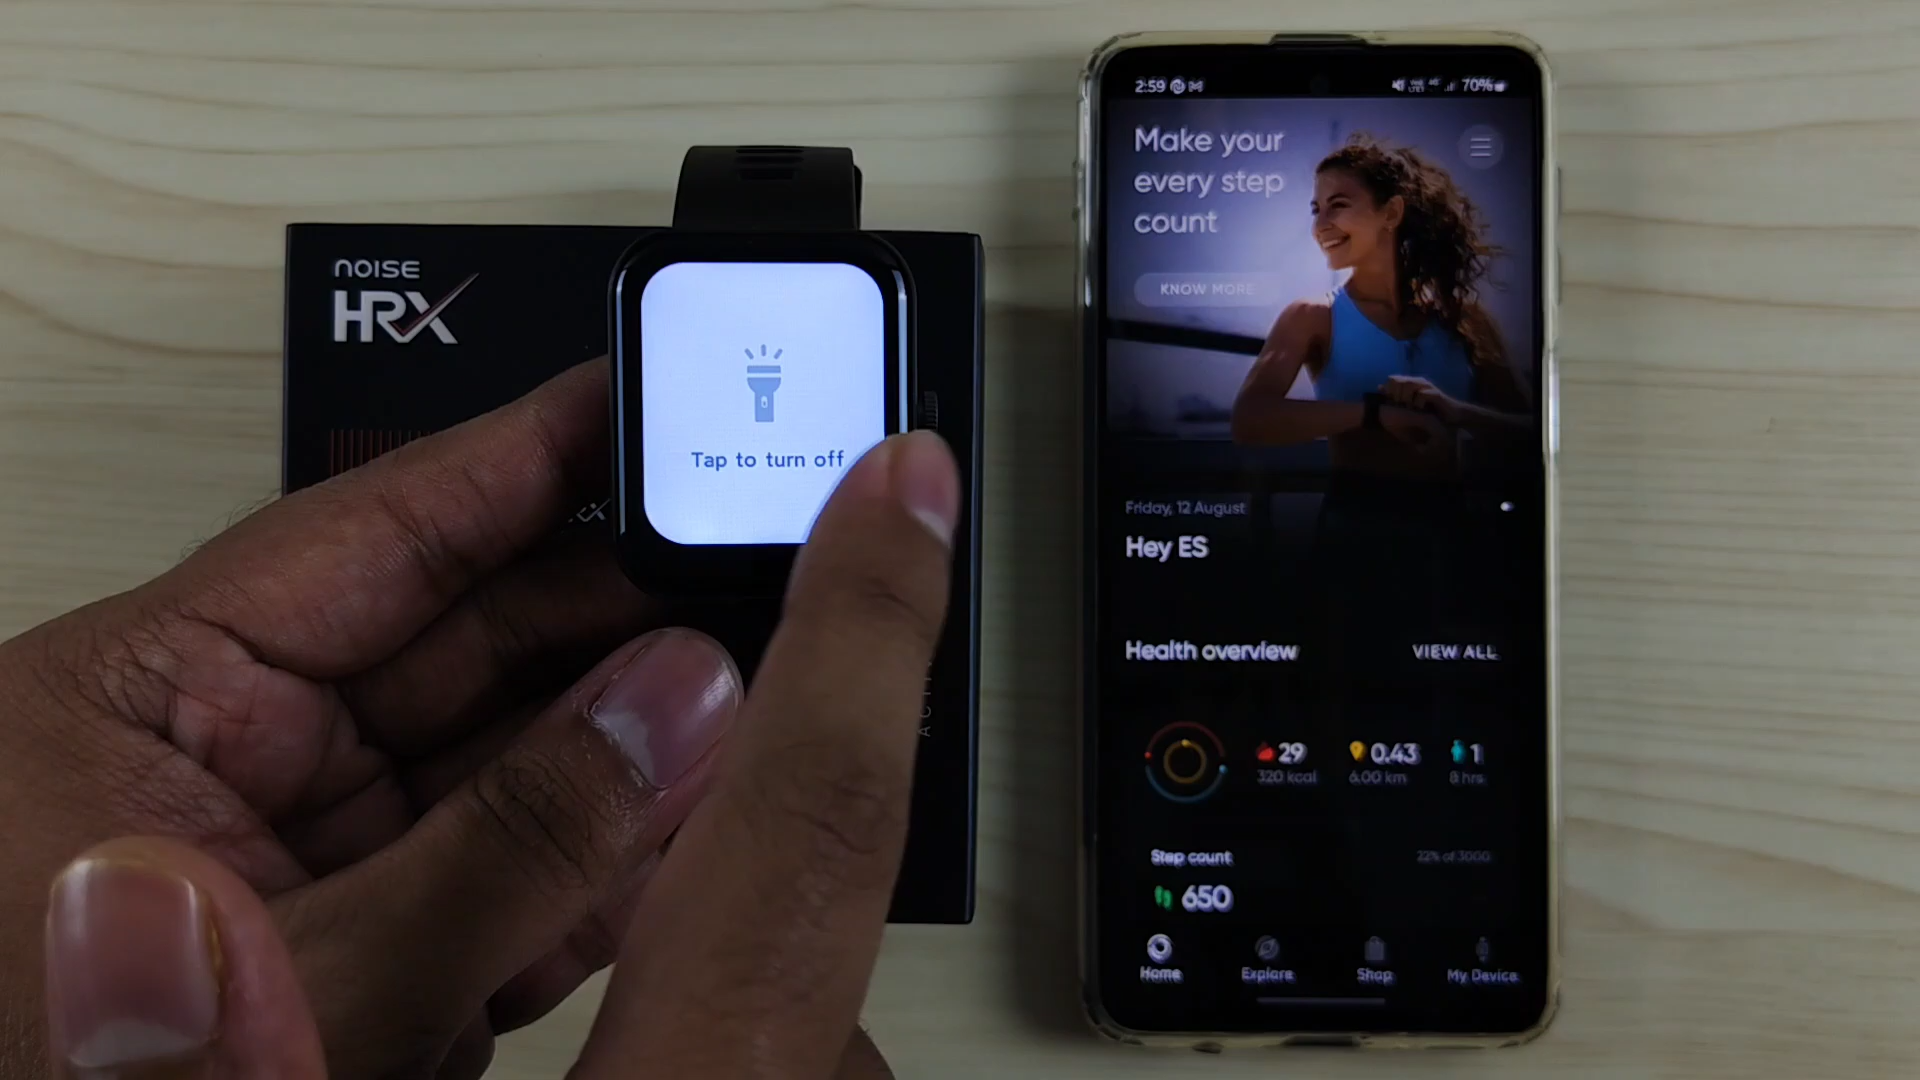 noise
HRX
Tap to turn off
2:59
70%
Make your
every step
count
KNOW MORE
Friday, 12 August
Hey ES
Health overview
VIEW ALL
29
0.43
1
320 kcal
6.00 km
8 hrs
Step count
22% of 3000
650
Home
Explore
Shop
My Device